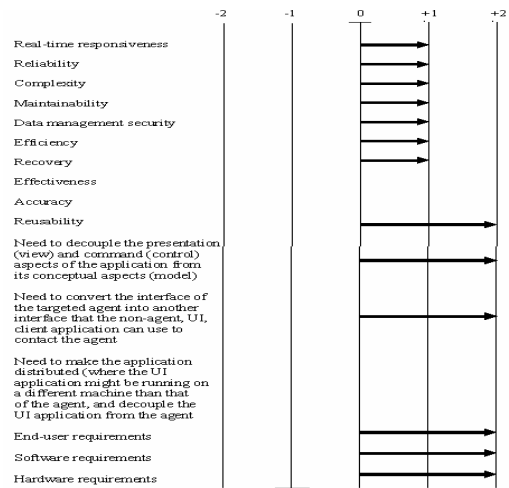 -2 -1 0 +1 +2
Real-time responsiveness
Reliability
Complexity
Maintainability
Data management security
Efficiency
Recovery
Effectiveness
Accuracy
Reusability
Need to decouple the presentation
(view) and command (control)
aspects of the application from
its conceptual aspects (model)
Need to convert the interface of
the targeted agent into another
interface that the non-agent, UI,
client application can use to
contact the agent
Need to make the application
distributed (where the UI
application might be running on
a different machine than that
of the agent, and decouple the
UI application from the agent
End-user requirements
Software requirements
Hardware requirements